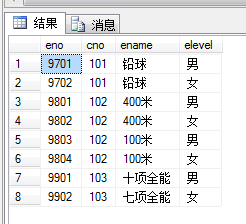 结果 消息
eno cno ename elevel
1 9701 101 铅球 男
2 9702 101 铅球 女
3 9801 102 400米 男
4 9802 102 400米 女
5 9803 102 100米 男
6 9804 102 100米 女
7 9901 103 十项全能 男
8 9902 103 七项全能 女